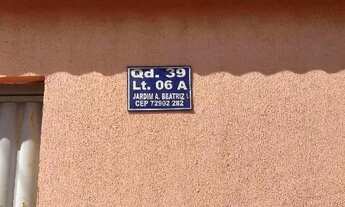 Qd. 39
Lt. 06 A
JARDIM A. BEATRIZ I
CEP 72902 282